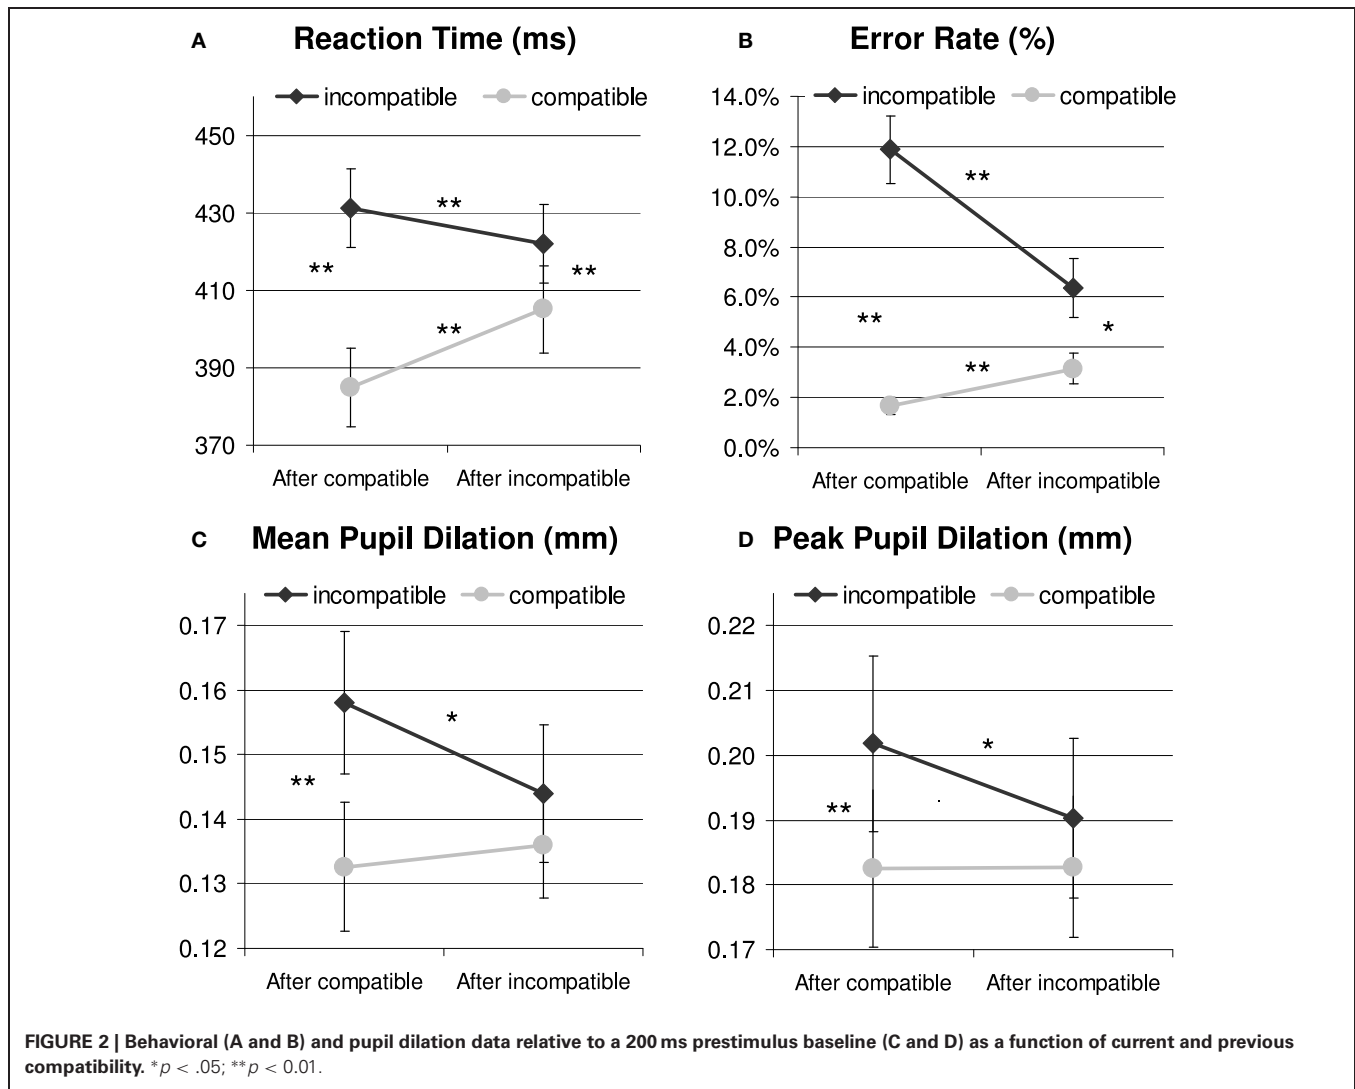 A Reaction Time (ms)
incompatible compatible
450
430
410
390
370
** ** ** **
After compatible After incompatible
B Error Rate (%)
incompatible compatible
14.0%
12.0%
10.0%
8.0%
6.0%
4.0%
2.0%
0.0%
** ** * **
After compatible After incompatible
C Mean Pupil Dilation (mm)
incompatible compatible
0.17
0.16
0.15
0.14
0.13
0.12
* **
After compatible After incompatible
D Peak Pupil Dilation (mm)
incompatible compatible
0.22
0.21
0.20
0.19
0.18
0.17
* **
After compatible After incompatible
FIGURE 2 | Behavioral (A and B) and pupil dilation data relative to a 200 ms prestimulus baseline (C and D) as a function of current and previous
compatibility. *p < .05; **p < 0.01.